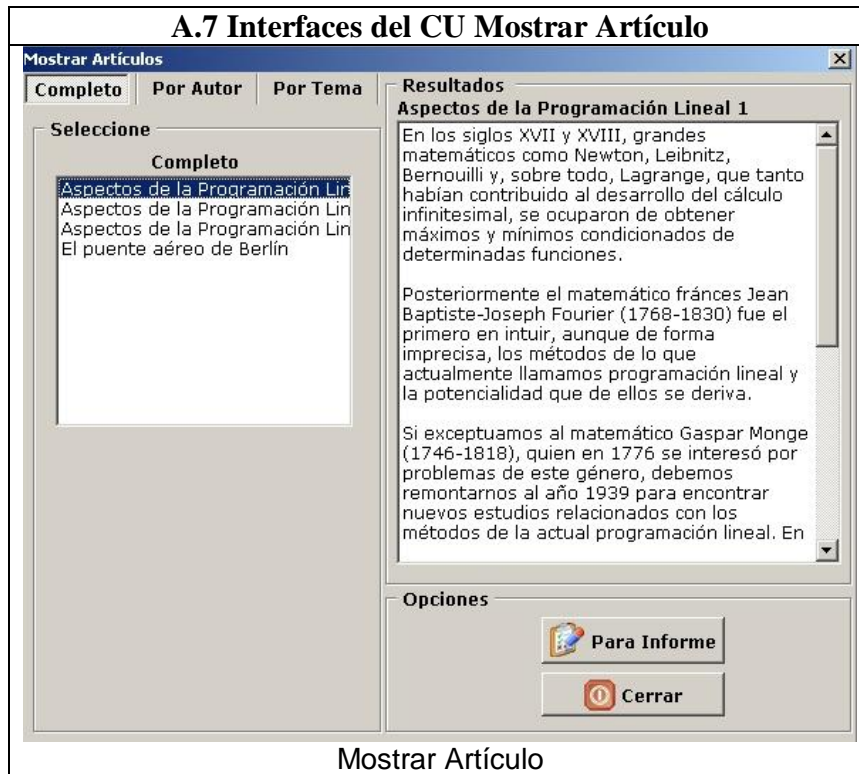 A.7 Interfaces del CU Mostrar Artículo
Mostrar Artículos
Completo Por Autor Por Tema
Seleccione
Completo
Aspectos de la Programación Lin
Aspectos de la Programación Lin
Aspectos de la Programación Lin
El puente aéreo de Berlín
Resultados
Aspectos de la Programación Lineal 1
En los siglos XVII y XVIII, grandes
matemáticos como Newton, Leibnitz,
Bernouilli y, sobre todo, Lagrange, que tanto
habían contribuido al desarrollo del cálculo
infinitesimal, se ocuparon de obtener
máximos y mínimos condicionados de
determinadas funciones.
Posteriormente el matemático fránces Jean
Baptiste-Joseph Fourier (1768-1830) fue el
primero en intuir, aunque de forma
imprecisa, los métodos de lo que
actualmente llamamos programación lineal y
la potencialidad que de ellos se deriva.
Si exceptuamos al matemático Gaspar Monge
(1746-1818), quien en 1776 se interesó por
problemas de este género, debemos
remontarnos al año 1939 para encontrar
nuevos estudios relacionados con los
métodos de la actual programación lineal. En
Opciones
Para Informe
Cerrar
Mostrar Artículo